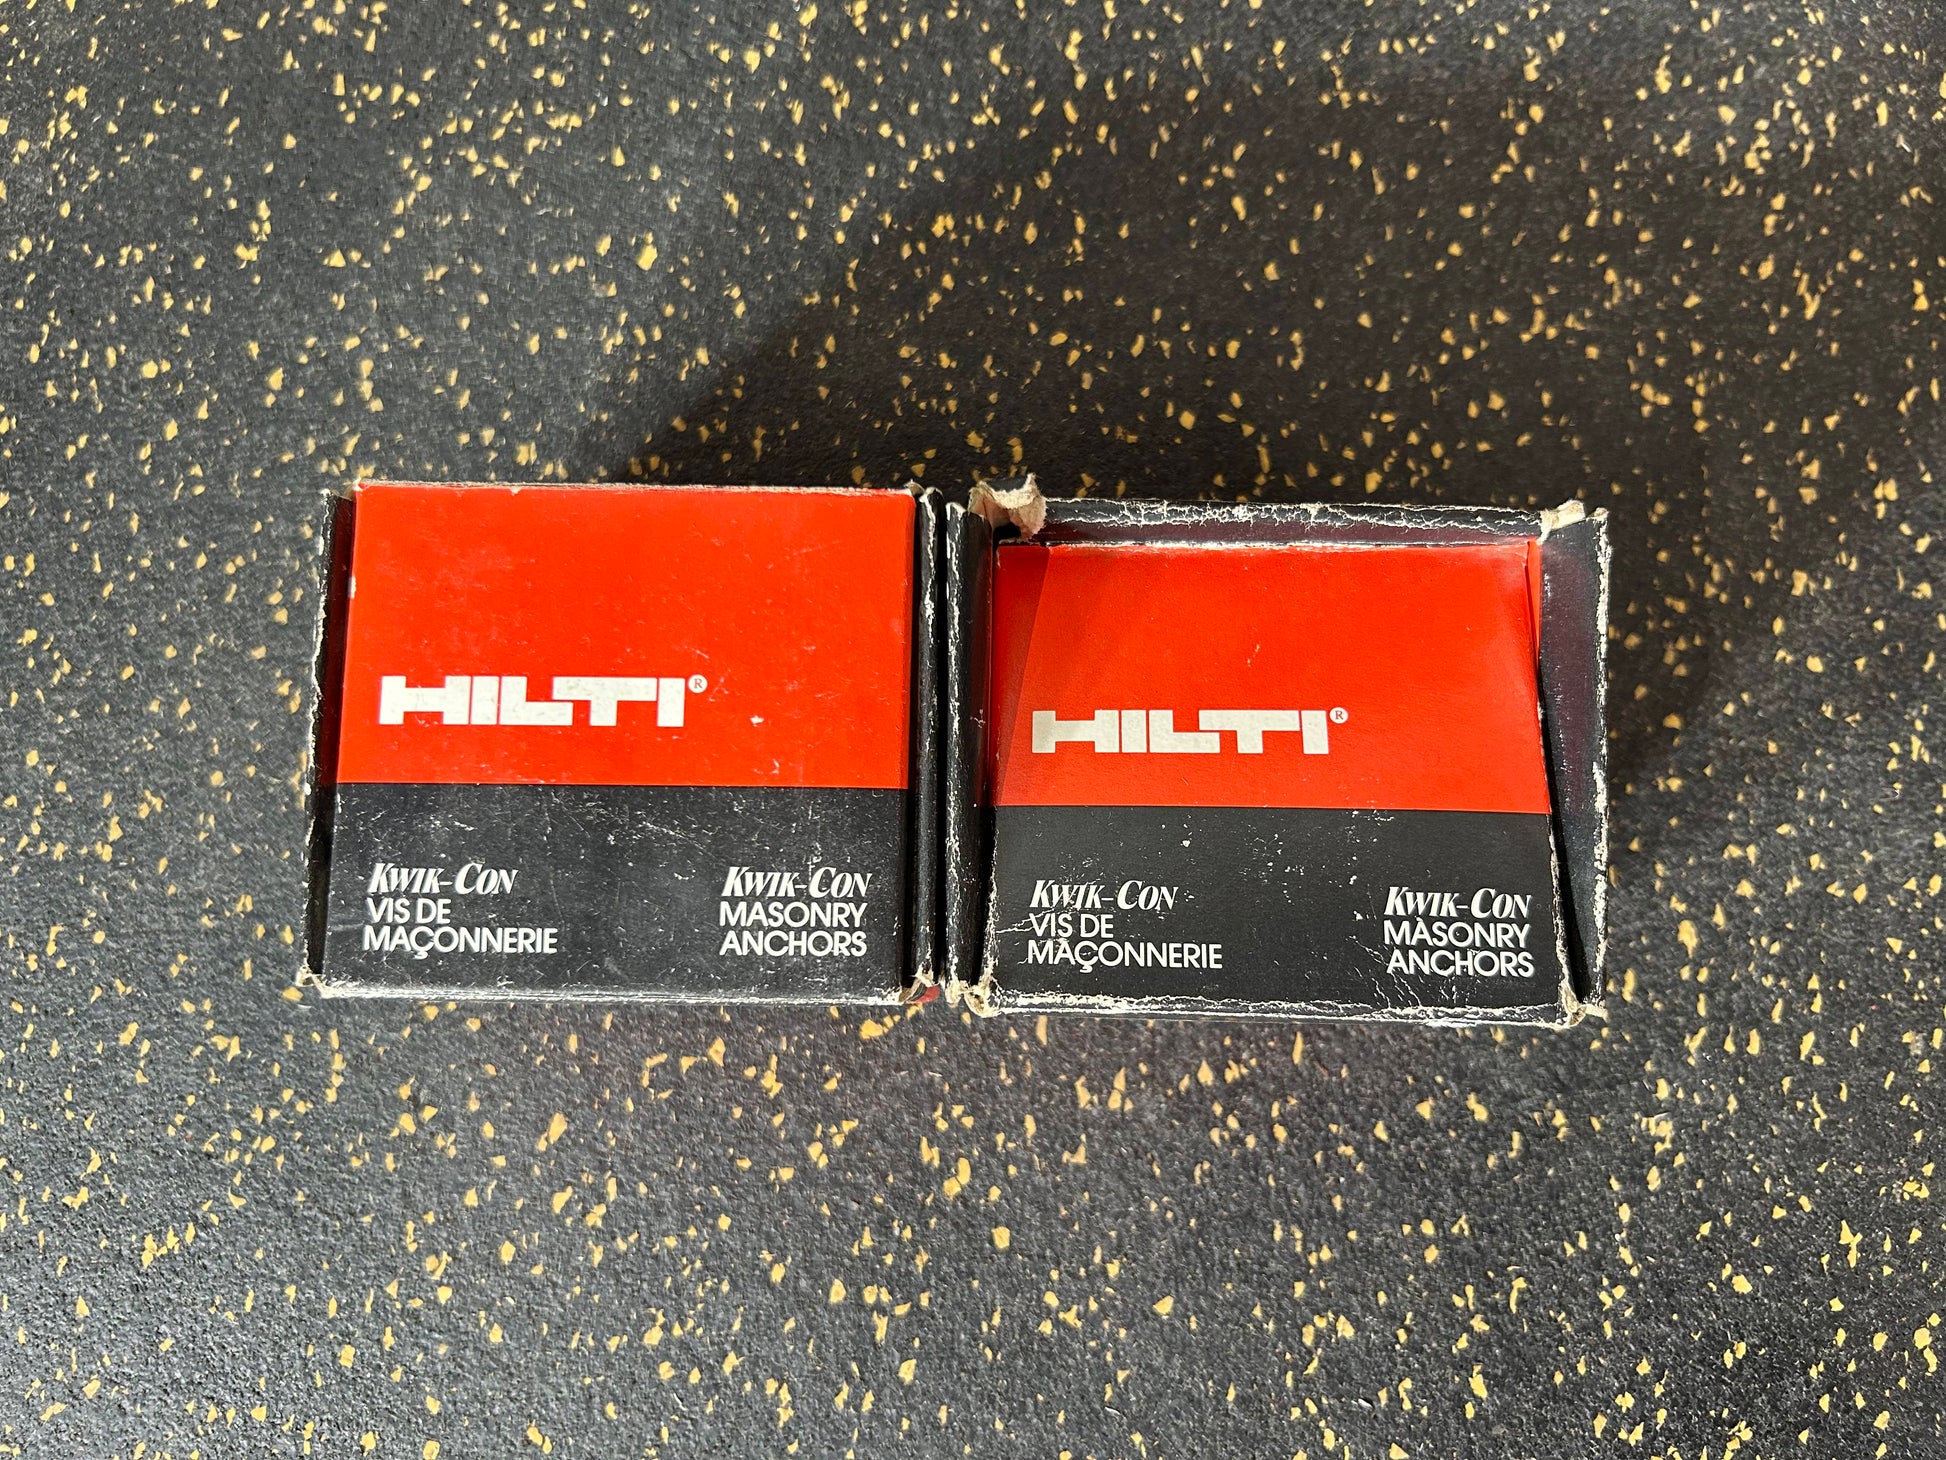 HILTI®
KWIK-CON
VIS DE
MAÇONNERIE
KWIK-CON
MASONRY
ANCHORS
HILTI®
KWIK-CON
VIS DE
MAÇONNERIE
KWIK-CON
MASONRY
ANCHORS